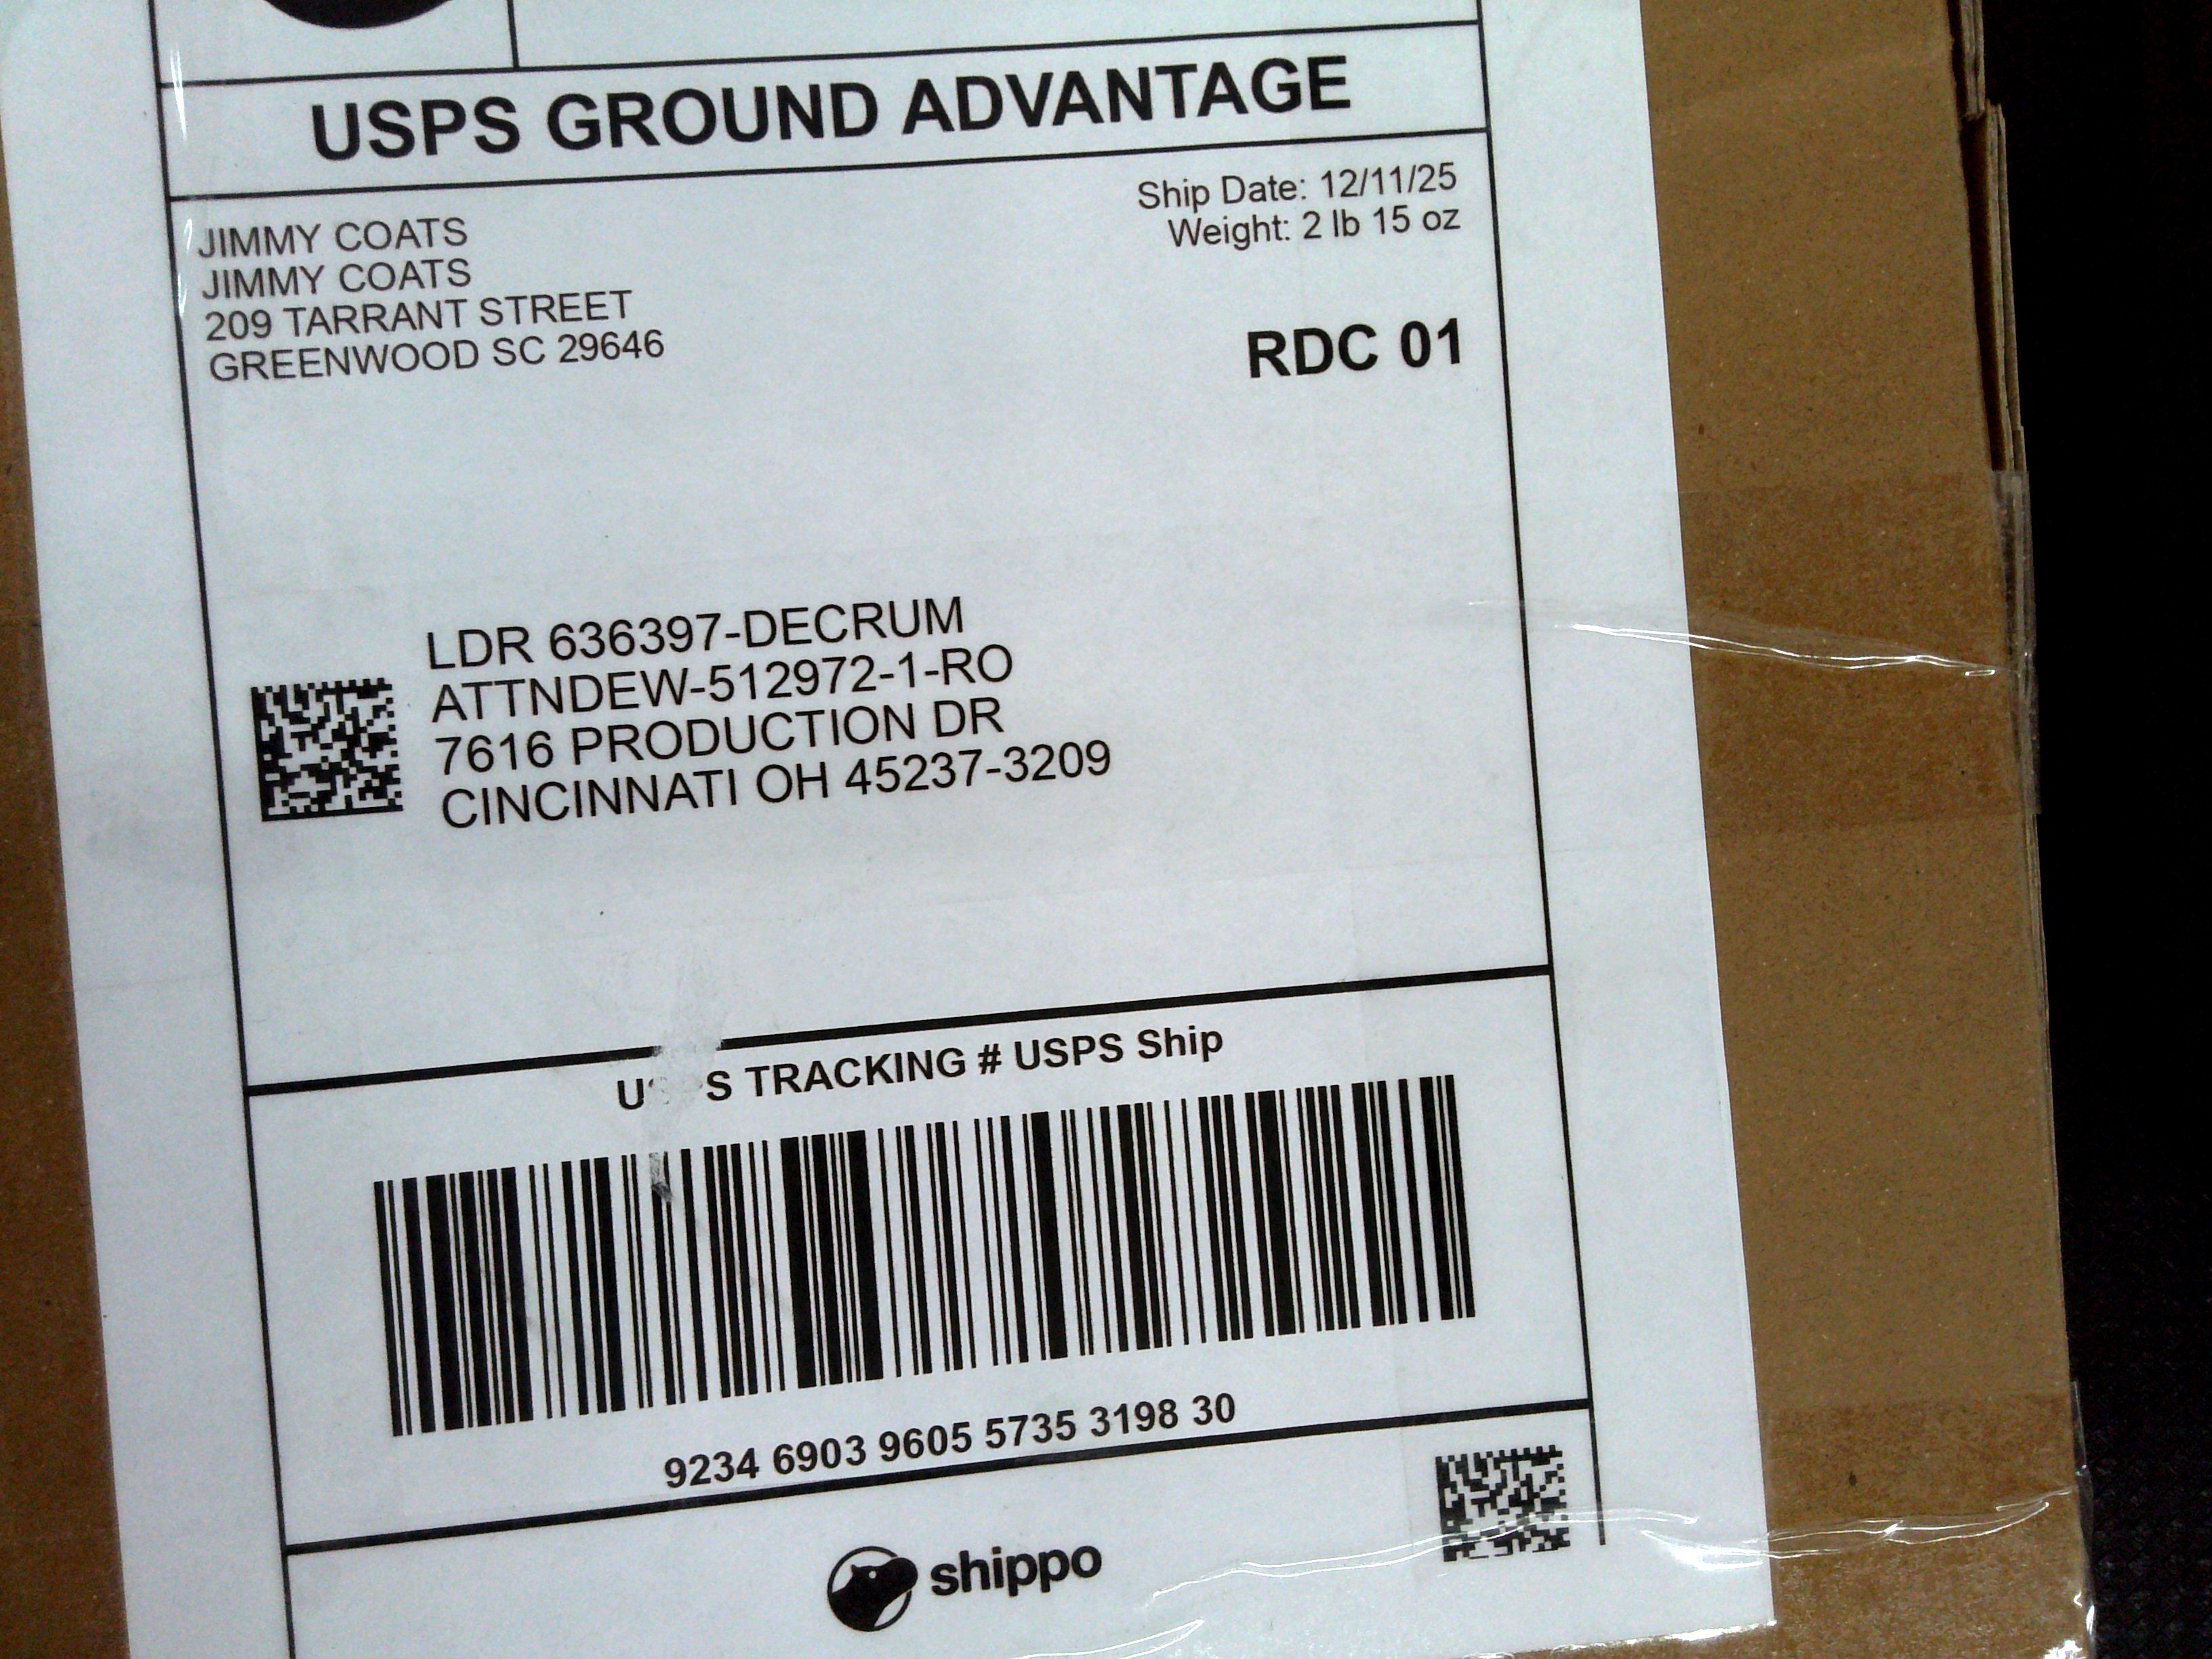 USPS GROUND ADVANTAGE
JIMMY COATS
JIMMY COATS
209 TARRANT STREET
GREENWOOD SC 29646
Ship Date: 12/11/25
Weight: 2 lb 15 oz
RDC 01
LDR 636397-DECRUM
ATTNDEW-512972-1-RO
7616 PRODUCTION DR
CINCINNATI OH 45237-3209
TRACKING # USPS Ship
9234 6903 9605 5735 3198 30
shippo